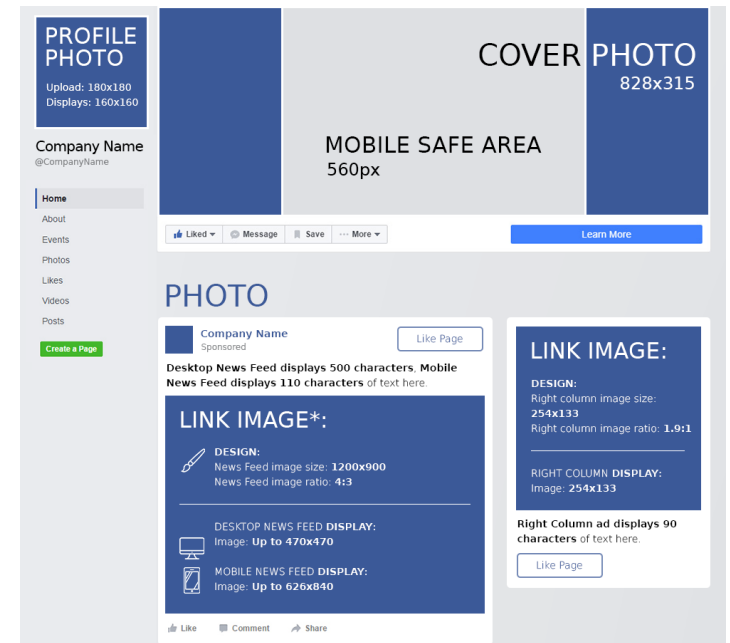 PROFILE
PHOTO
Upload: 180x180
Displays: 160x160
Company Name
@CompanyName
Home
About
Events
Photos
Likes
Videos
Posts
Create a Page
COVER PHOTO
828x315
MOBILE SAFE AREA
560px
Liked
Message
Save
More
Learn More
PHOTO
Company Name
Sponsored
Like Page
Desktop News Feed displays 500 characters, Mobile
News Feed displays 110 characters of text here.
LINK IMAGE*:
DESIGN:
News Feed image size: 1200x900
News Feed image ratio: 4:3
DESKTOP NEWS FEED DISPLAY:
Image: Up to 470x470
MOBILE NEWS FEED DISPLAY:
Image: Up to 626x840
Like
Comment
Share
LINK IMAGE:
DESIGN:
Right column image size:
254x133
Right column image ratio: 1.9:1
RIGHT COLUMN DISPLAY:
Image: 254x133
Right Column ad displays 90
characters of text here.
Like Page